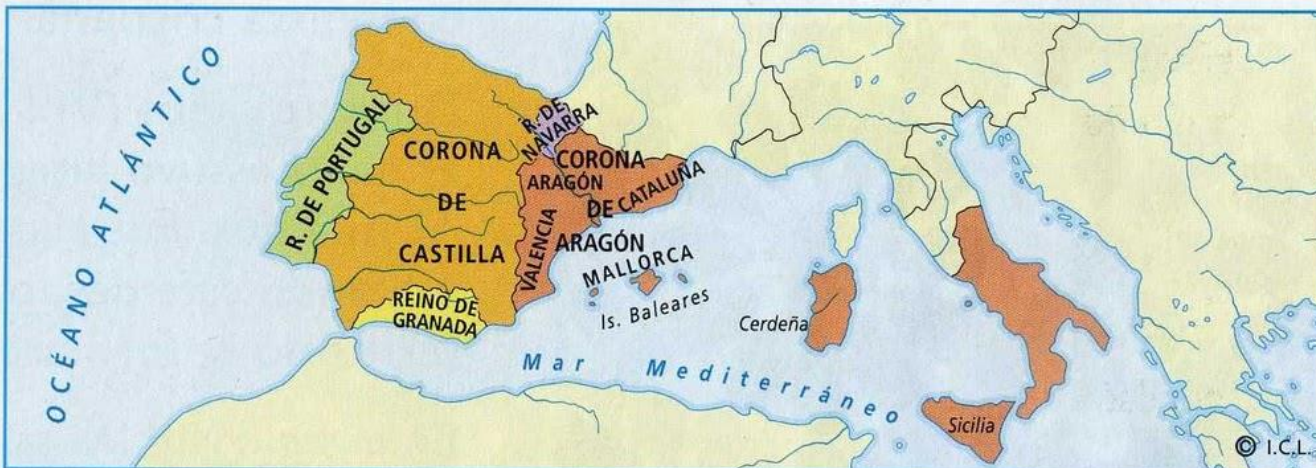 OCÉANO ATLÁNTICO
R. DE PORTUGAL
CORONA
DE
CASTILLA
REINO DE
GRANADA
R. DE
NAVARRA
CORONA
DE
ARAGÓN
ARAGÓN
CATALUÑA
VALENCIA
MALLORCA
Is. Baleares
Cerdeña
Sicilia
Mar Mediterráneo
© I.C.L.